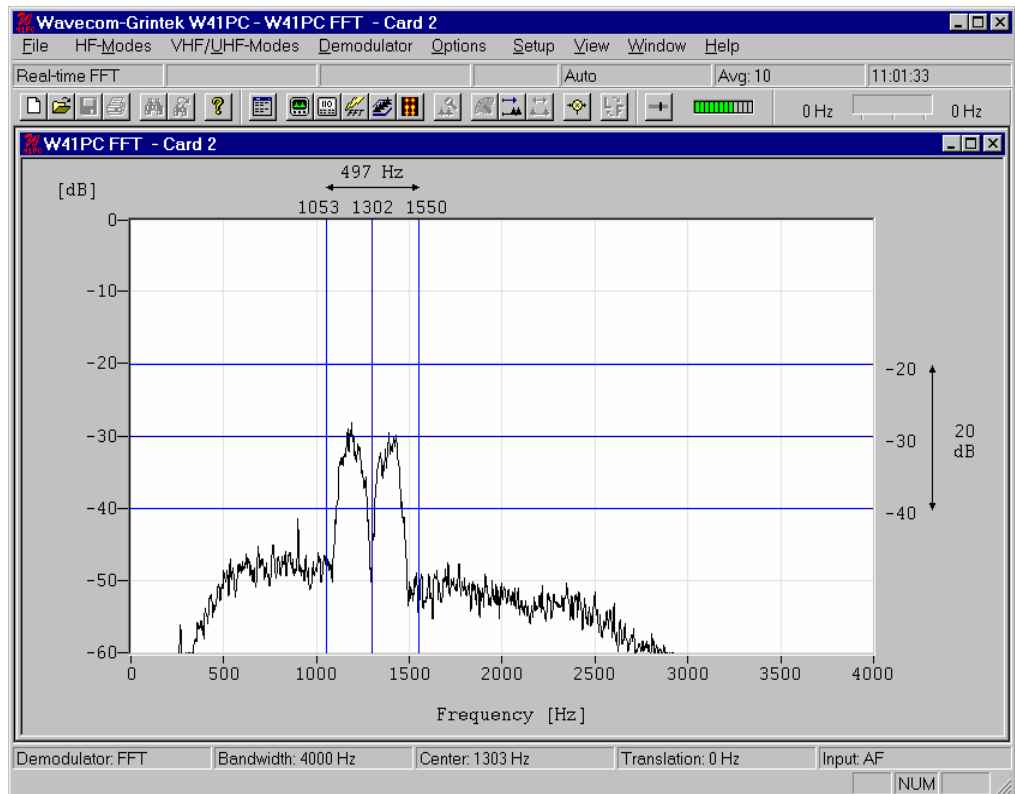 Wavecom-Grintek W41PC - W41PC FFT - Card 2
File HF-Modes VHF/UHF-Modes Demodulator Options Setup View Window Help
Real-time FFT Auto Avg: 10 11:01:33
0 Hz 0 Hz
W41PC FFT - Card 2
497 Hz
[dB]
1053 1302 1550
0
-10
-20 -20
-30 -30 20 dB
-40 -40
-50
-60
0 500 1000 1500 2000 2500 3000 3500 4000
Frequency [Hz]
Demodulator: FFT Bandwidth: 4000 Hz Center: 1303 Hz Translation: 0 Hz Input: AF
NUM